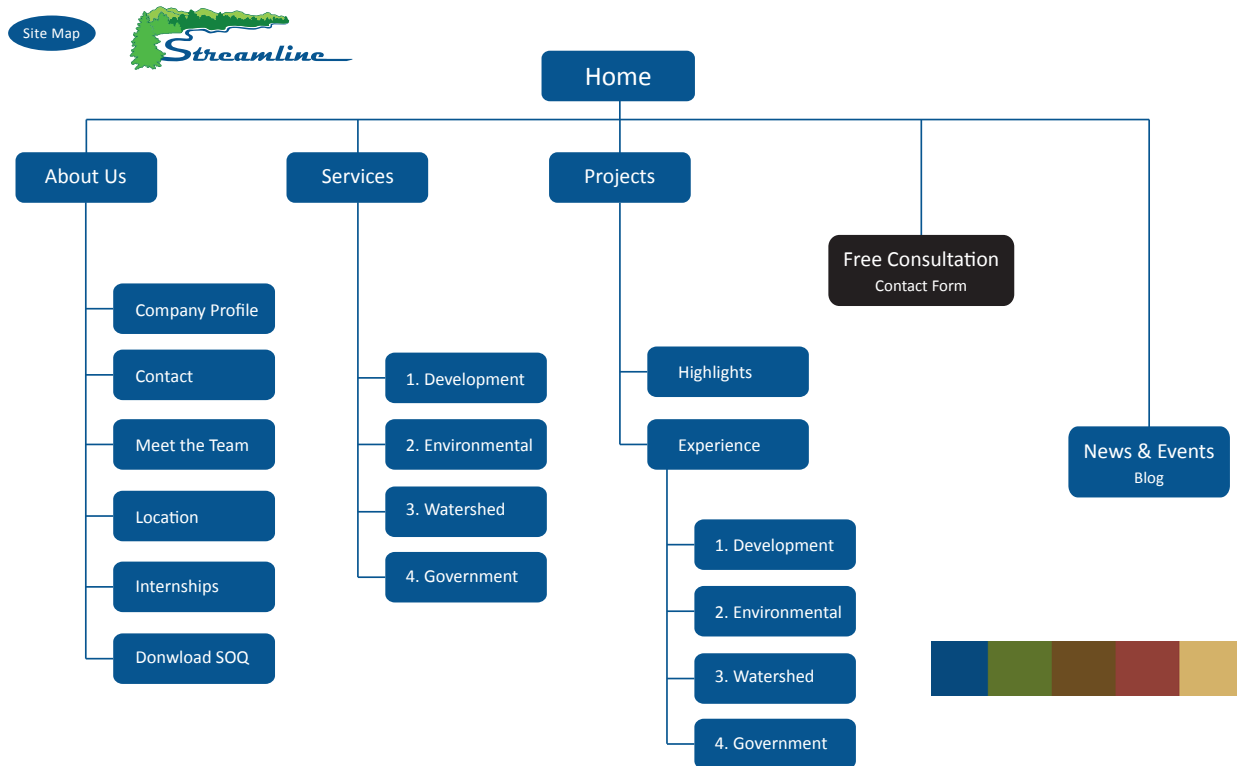 Site Map
Streamline
Home
About Us
Services
Projects
Free Consultation
Contact Form
News & Events
Blog
Company Profile
Contact
Meet the Team
Location
Internships
Donwload SOQ
1. Development
2. Environmental
3. Watershed
4. Government
Highlights
Experience
1. Development
2. Environmental
3. Watershed
4. Government